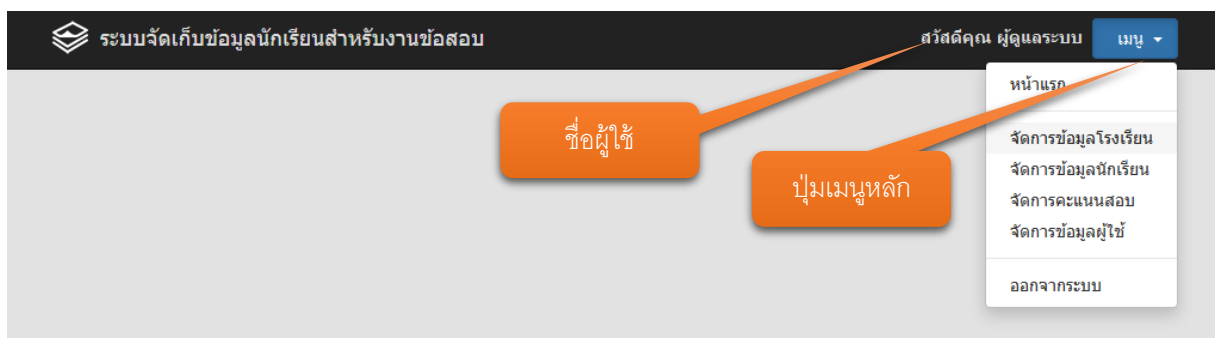 ระบบจัดเก็บข้อมูลนักเรียนสำหรับงานข้อสอบ
สวัสดีคุณ ผู้ดูแลระบบ เมนู
หน้าแรก
ชื่อผู้ใช้
จัดการข้อมูลโรงเรียน
จัดการข้อมูลนักเรียน
ปุ่มเมนูหลัก
จัดการคะแนนสอบ
จัดการข้อมูลผู้ใช้
ออกจากระบบ